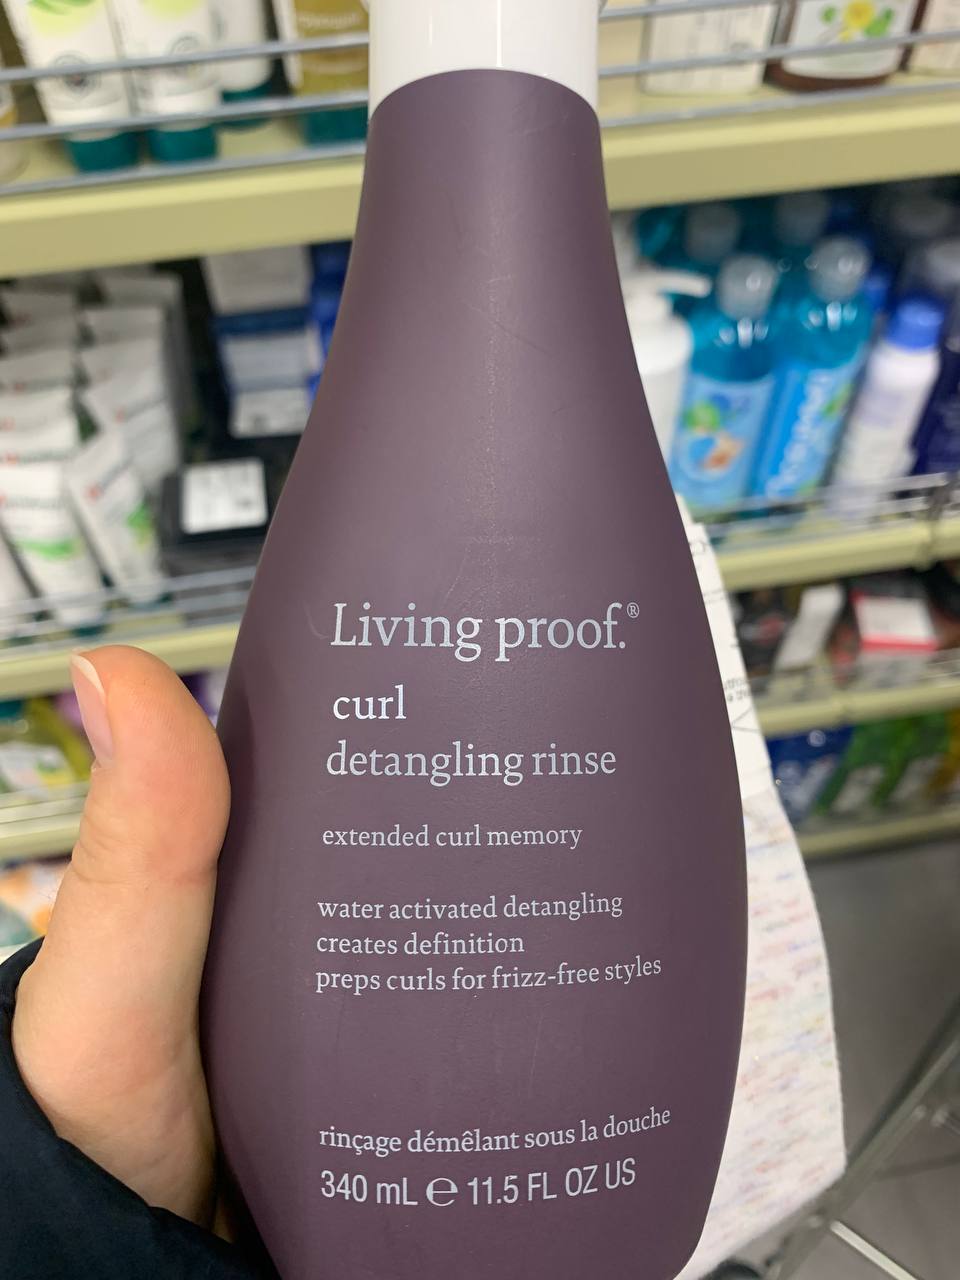 Living proof.®
curl
detangling rinse
extended curl memory
water activated detangling
creates definition
preps curls for frizz-free styles
rinçage démêlant sous la douche
340 mL ℮ 11.5 FL OZ US